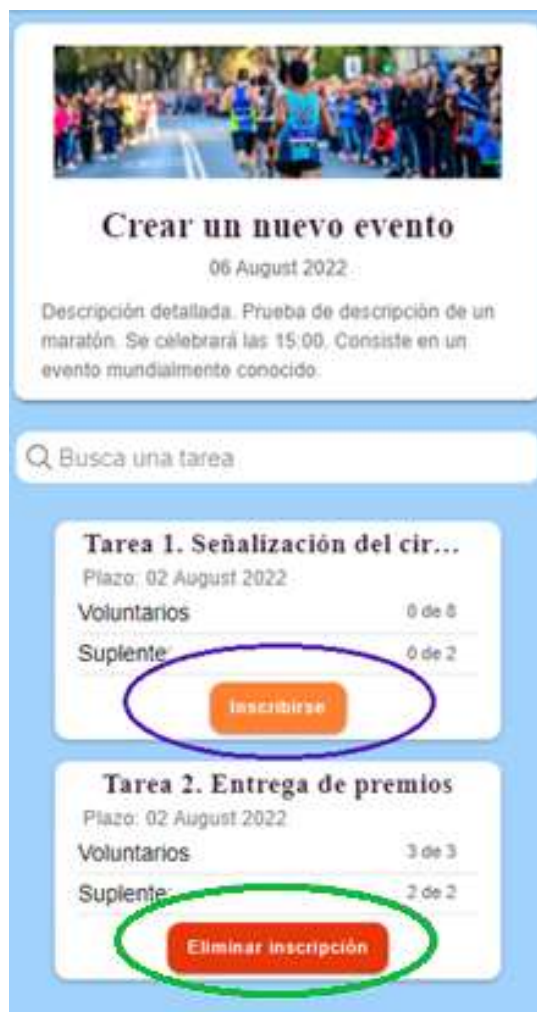 Crear un nuevo evento
06 August 2022
Descripción detallada. Prueba de descripción de un
maratón. Se celebrará las 15:00. Consiste en un
evento mundialmente conocido.
Busca una tarea
Tarea 1. Señalización del cir...
Plazo: 02 August 2022
Voluntarios 0 de 8
Suplente: 0 de 2
Inscribirse
Tarea 2. Entrega de premios
Plazo: 02 August 2022
Voluntarios 3 de 3
Suplente: 2 de 2
Eliminar inscripción